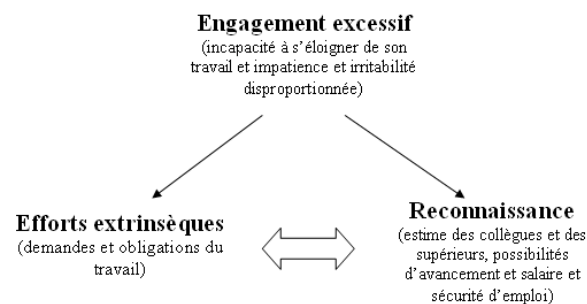 Engagement excessif
(incapacité à s’éloigner de son
travail et impatience et irritabilité
disproportionnée)
Efforts extrinsèques
(demandes et obligations du
travail)
Reconnaissance
(estime des collègues et des
supérieurs, possibilités
d’avancement et salaire et
sécurité d’emploi)